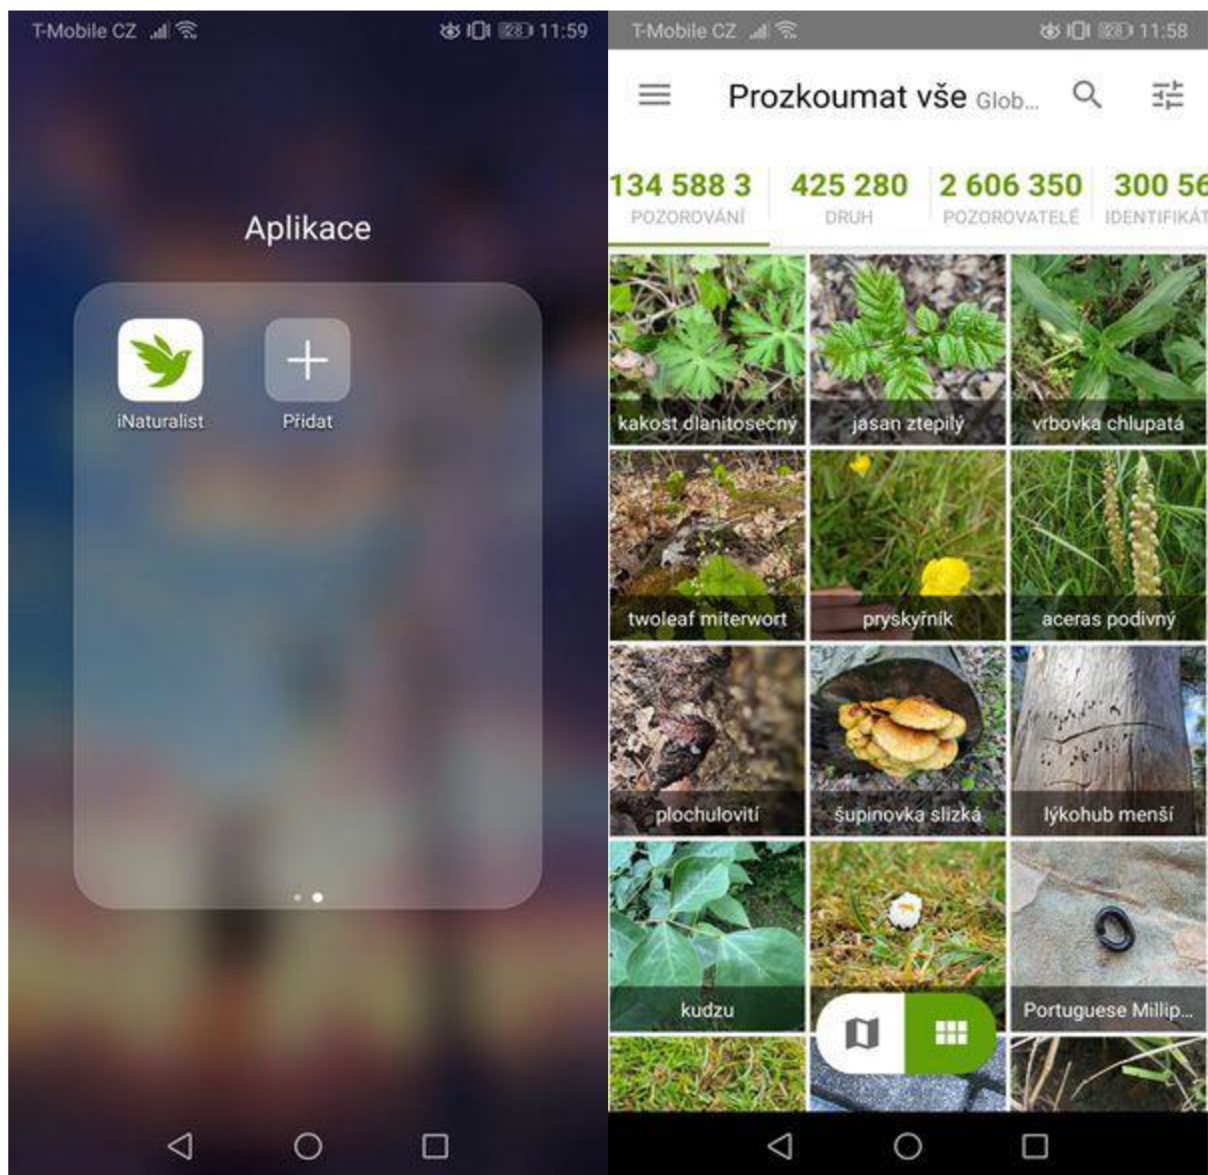 T-Mobile CZ 28 11:59
Aplikace
iNaturalist
Přidat
T-Mobile CZ 28 11:58
Prozkoumat vše Glob...
134 588 3 425 280 2 606 350 300 56
POZOROVÁNÍ DRUH POZOROVATELÉ IDENTIFIKÁT
kakost dlanitosečný jasan ztepilý vrbovka chlupatá
twoleaf miterwort pryskyřník aceras podivný
plochulovití šupinovka slizká lýkohub menší
kudzu Portuguese Millip...